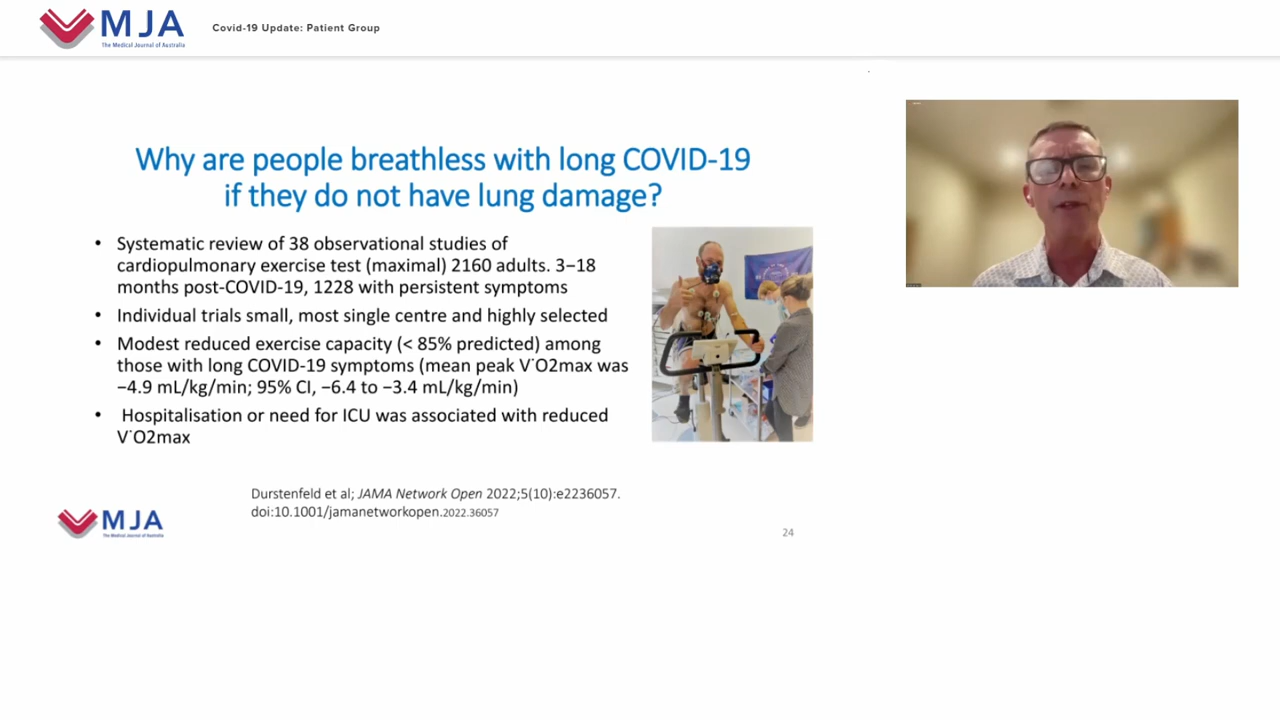 MJA
The Medical Journal of Australia
Covid-19 Update: Patient Group
Why are people breathless with long COVID-19
if they do not have lung damage?
• Systematic review of 38 observational studies of
cardiopulmonary exercise test (maximal) 2160 adults. 3−18
months post-COVID-19, 1228 with persistent symptoms
• Individual trials small, most single centre and highly selected
• Modest reduced exercise capacity (< 85% predicted) among
those with long COVID-19 symptoms (mean peak V˙O2max was
−4.9 mL/kg/min; 95% CI, −6.4 to −3.4 mL/kg/min)
• Hospitalisation or need for ICU was associated with reduced
V˙O2max
Durstenfeld et al; JAMA Network Open 2022;5(10):e2236057.
doi:10.1001/jamanetworkopen.2022.36057
MJA
The Medical Journal of Australia
24